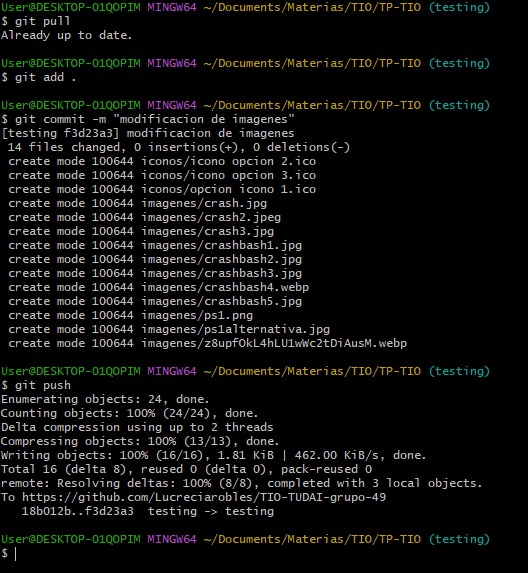 User@DESKTOP-O1QOPIM MINGW64 ~/Documents/Materias/TIO/TP-TIO (testing)
$ git pull
Already up to date.
User@DESKTOP-O1QOPIM MINGW64 ~/Documents/Materias/TIO/TP-TIO (testing)
$ git add .
User@DESKTOP-O1QOPIM MINGW64 ~/Documents/Materias/TIO/TP-TIO (testing)
$ git commit -m "modificacion de imagenes"
[testing f3d23a3] modificacion de imagenes
 14 files changed, 0 insertions(+), 0 deletions(-)
 create mode 100644 iconos/icono opcion 2.ico
 create mode 100644 iconos/icono opcion 3.ico
 create mode 100644 iconos/opcion icono 1.ico
 create mode 100644 imagenes/crash.jpg
 create mode 100644 imagenes/crash2.jpeg
 create mode 100644 imagenes/crash3.jpg
 create mode 100644 imagenes/crashbash1.jpg
 create mode 100644 imagenes/crashbash2.jpg
 create mode 100644 imagenes/crashbash3.jpg
 create mode 100644 imagenes/crashbash4.webp
 create mode 100644 imagenes/crashbash5.jpg
 create mode 100644 imagenes/ps1.png
 create mode 100644 imagenes/ps1alternativa.jpg
 create mode 100644 imagenes/z8upfOkL4hLU1wWc2tDiAusM.webp
User@DESKTOP-O1QOPIM MINGW64 ~/Documents/Materias/TIO/TP-TIO (testing)
$ git push
Enumerating objects: 24, done.
Counting objects: 100% (24/24), done.
Delta compression using up to 2 threads
Compressing objects: 100% (13/13), done.
Writing objects: 100% (16/16), 1.81 KiB | 462.00 KiB/s, done.
Total 16 (delta 8), reused 0 (delta 0), pack-reused 0
remote: Resolving deltas: 100% (8/8), completed with 3 local objects.
To https://github.com/Lucreciarobles/TIO-TUDAI-grupo-49
   18b012b..f3d23a3  testing -> testing
User@DESKTOP-O1QOPIM MINGW64 ~/Documents/Materias/TIO/TP-TIO (testing)
$